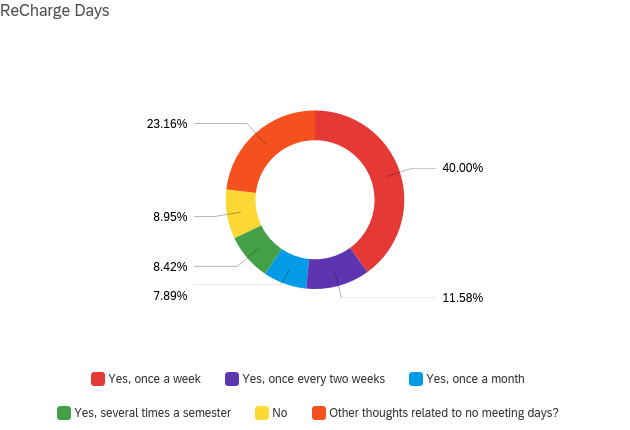 ReCharge Days
23.16%
40.00%
8.95%
8.42%
7.89%
11.58%
Yes, once a week Yes, once every two weeks Yes, once a month
Yes, several times a semester No Other thoughts related to no meeting days?